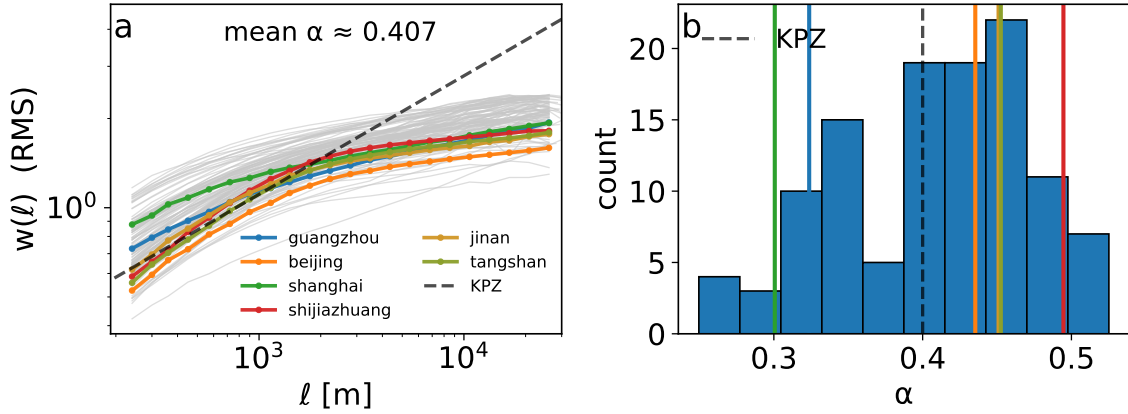 a
mean α ≈ 0.407
w(ℓ) (RMS)
10⁰
guangzhou
beijing
shanghai
shijiazhuang
jinan
tangshan
KPZ
10³
10⁴
ℓ [m]
b
KPZ
count
20
15
10
5
0
0.3
0.4
0.5
α